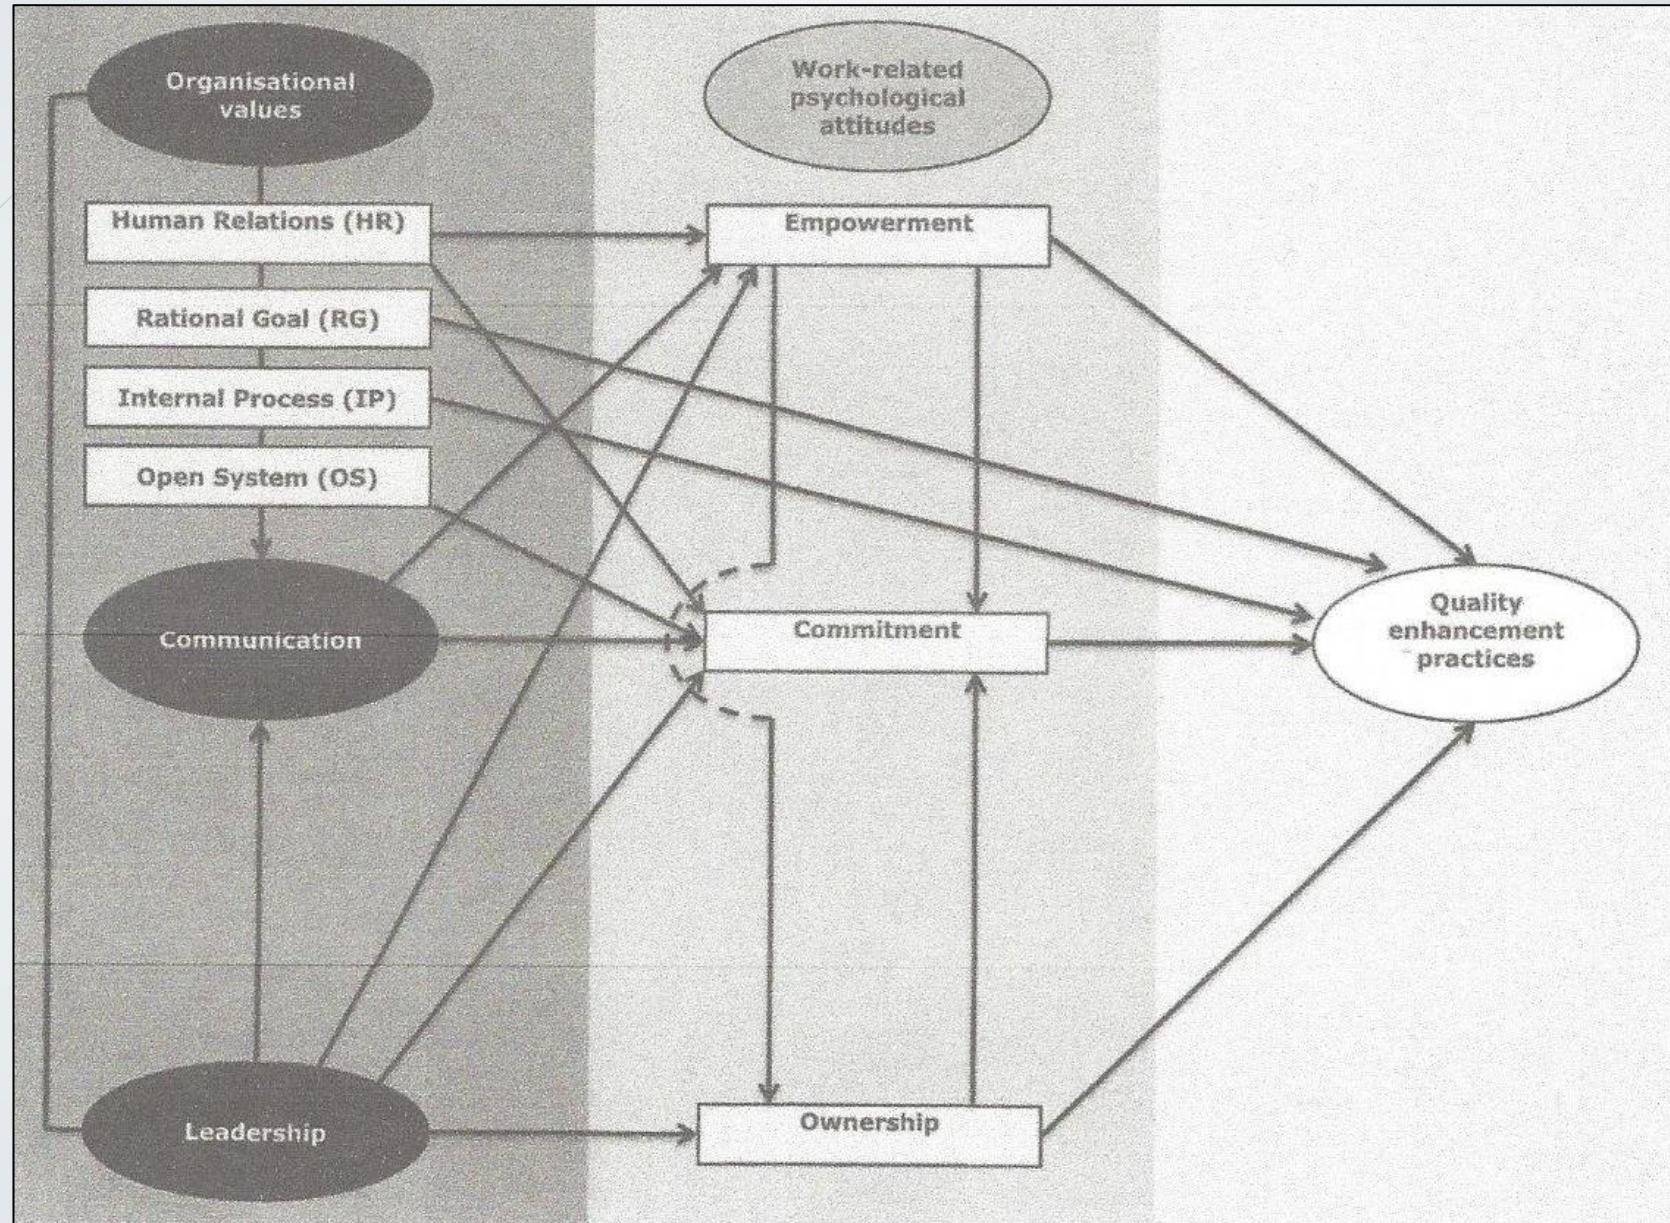 Organisational
values
Work-related
psychological
attitudes
Human Relations (HR)
Empowerment
Rational Goal (RG)
Internal Process (IP)
Open System (OS)
Communication
Commitment
Quality
enhancement
practices
Leadership
Ownership